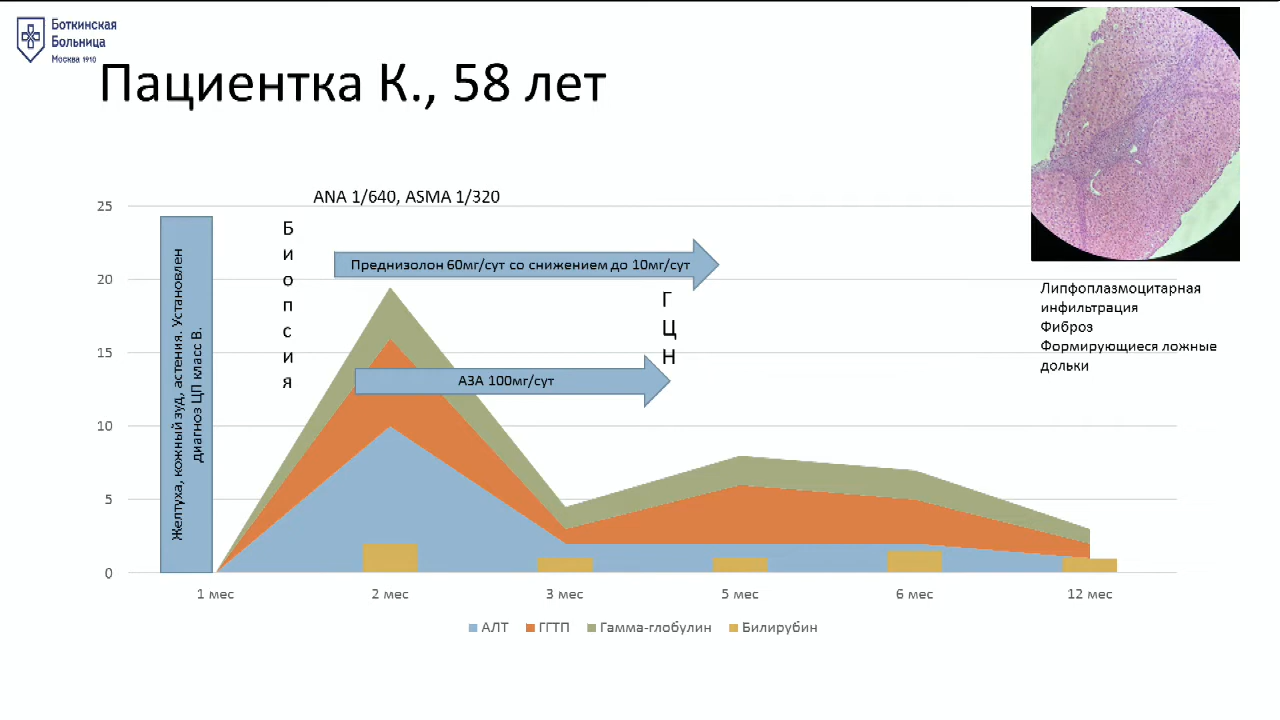 Боткинская
Больница
Москва 1910
Пациентка К., 58 лет
ANA 1/640, ASMA 1/320
25
20
15
10
5
0
Желтуха, кожный зуд, астения. Установлен
диагноз ЦП класс В.
Биопсия
Преднизолон 60мг/сут со снижением до 10мг/сут
ГЦН
АЗА 100мг/сут
Липфоплазмоцитарная
инфильтрация
Фиброз
Формирующиеся ложные
дольки
1 мес
2 мес
3 мес
5 мес
6 мес
12 мес
АЛТ
ГГТП
Гамма-глобулин
Билирубин